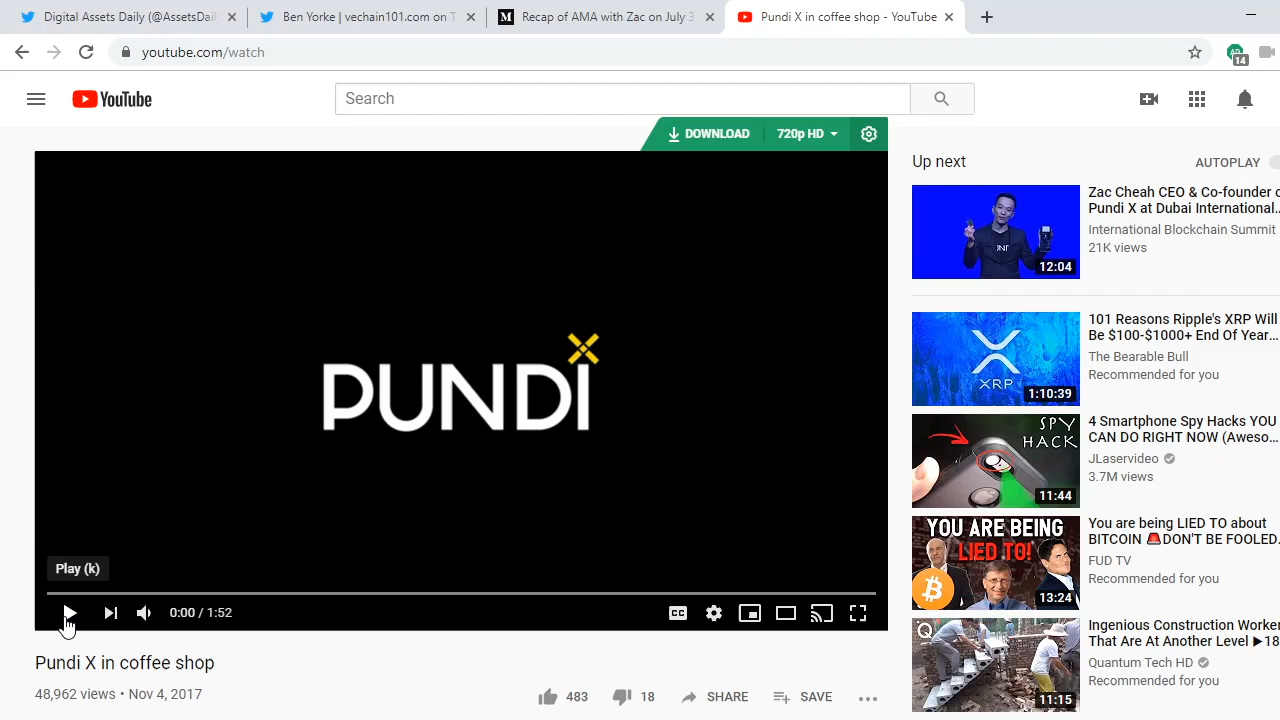 Digital Assets Daily (@AssetsDail
Ben Yorke | vechain101.com on T
Recap of AMA with Zac on July 3
Pundi X in coffee shop - YouTube
youtube.com/watch
14
YouTube
Search
DOWNLOAD
720p HD
PUNDI X
Play (k)
0:00 / 1:52
CC
Pundi X in coffee shop
48,962 views • Nov 4, 2017
483
18
SHARE
SAVE
Up next
AUTOPLAY
12:04
Zac Cheah CEO & Co-founder
Pundi X at Dubai International...
International Blockchain Summit
21K views
XRP
1:10:39
101 Reasons Ripple's XRP Will
Be $100-$1000+ End Of Year...
The Bearable Bull
Recommended for you
SPY
HACK
11:44
4 Smartphone Spy Hacks YOU
CAN DO RIGHT NOW (Aweso...
JLaservideo
3.7M views
YOU ARE BEING
LIED TO!
13:24
You are being LIED TO about
BITCOIN 🚨DON'T BE FOOLED.
FUD TV
Recommended for you
11:15
Ingenious Construction Worker
That Are At Another Level ▶18
Quantum Tech HD
Recommended for you